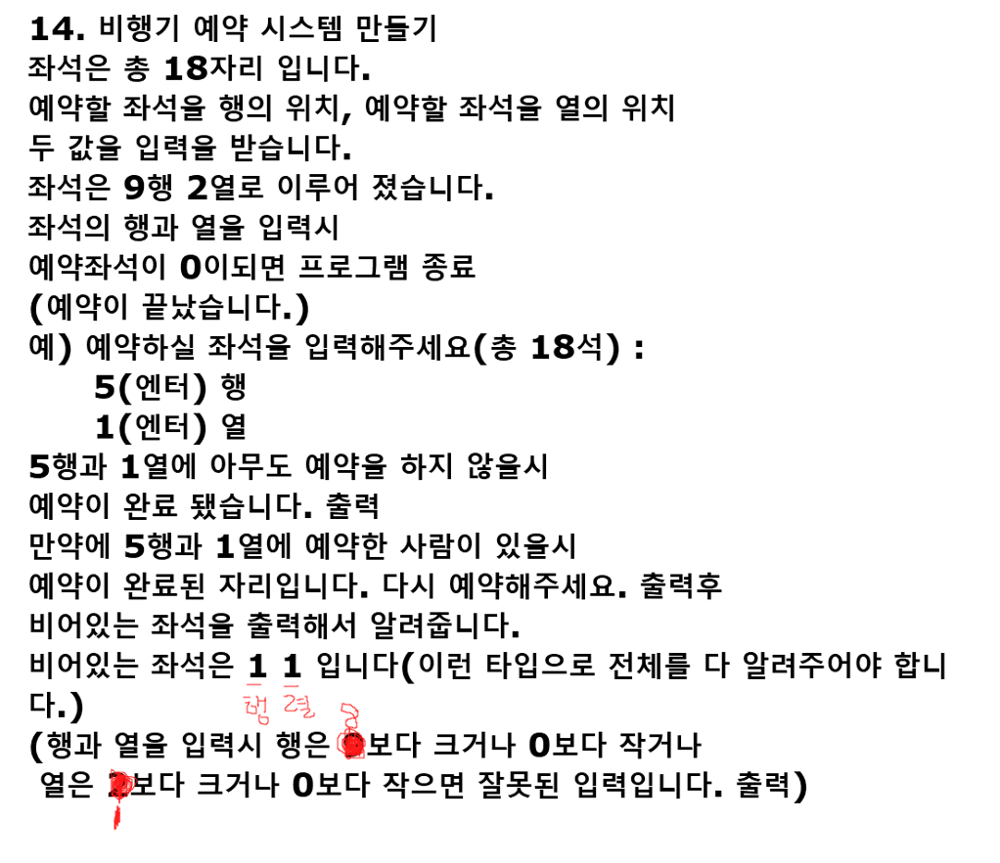 14. 비행기 예약 시스템 만들기
좌석은 총 18자리 입니다.
예약할 좌석을 행의 위치, 예약할 좌석을 열의 위치
두 값을 입력을 받습니다.
좌석은 9행 2열로 이루어 졌습니다.
좌석의 행과 열을 입력시
예약좌석이 0이되면 프로그램 종료
(예약이 끝났습니다.)
예) 예약하실 좌석을 입력해주세요(총 18석) :
5(엔터) 행
1(엔터) 열
5행과 1열에 아무도 예약을 하지 않을시
예약이 완료 됐습니다. 출력
만약에 5행과 1열에 예약한 사람이 있을시
예약이 완료된 자리입니다. 다시 예약해주세요. 출력후
비어있는 좌석을 출력해서 알려줍니다.
비어있는 좌석은 1 1 입니다(이런 타입으로 전체를 다 알려주어야 합니
다.)
행 열
8
(행과 열을 입력시 행은 보다 크거나 0보다 작거나
열은 2보다 크거나 0보다 작으면 잘못된 입력입니다. 출력)
1